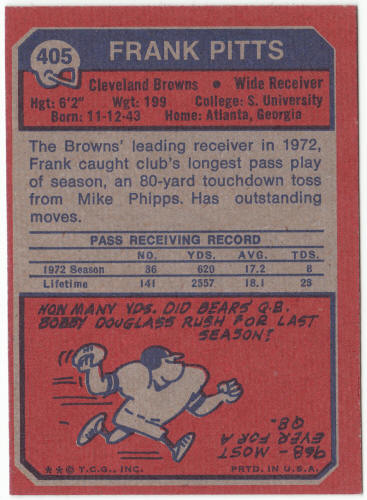 405
FRANK PITTS
Cleveland Browns • Wide Receiver
Hgt: 6'2" Wgt: 199 College: S. University
Born: 11-12-43 Home: Atlanta, Georgia
The Browns' leading receiver in 1972,
Frank caught club's longest pass play
of season, an 80-yard touchdown toss
from Mike Phipps. Has outstanding
moves.
PASS RECEIVING RECORD
NO. YDS. AVG. TDS.
1972 Season 36 620 17.2 8
Lifetime 141 2557 18.1 25
HOW MANY YDS. DID BEARS Q.B.
BOBBY DOUGLASS RUSH FOR LAST
SEASON?
968 - MOST
EVER FOR A
QB.
**© T.C.G., INC. PRTD. IN U.S.A.